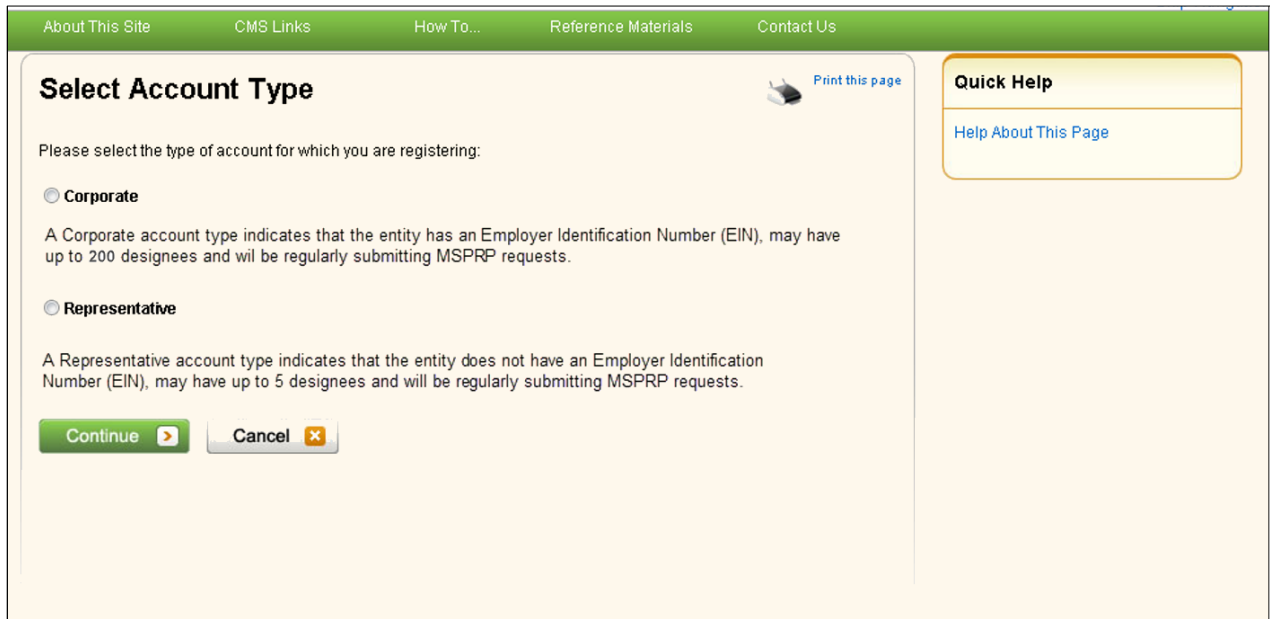 About This Site CMS Links How To... Reference Materials Contact Us
Select Account Type
Print this page
Please select the type of account for which you are registering:
Corporate
A Corporate account type indicates that the entity has an Employer Identification Number (EIN), may have
up to 200 designees and wil be regularly submitting MSPRP requests.
Representative
A Representative account type indicates that the entity does not have an Employer Identification
Number (EIN), may have up to 5 designees and will be regularly submitting MSPRP requests.
Continue Cancel
Quick Help
Help About This Page